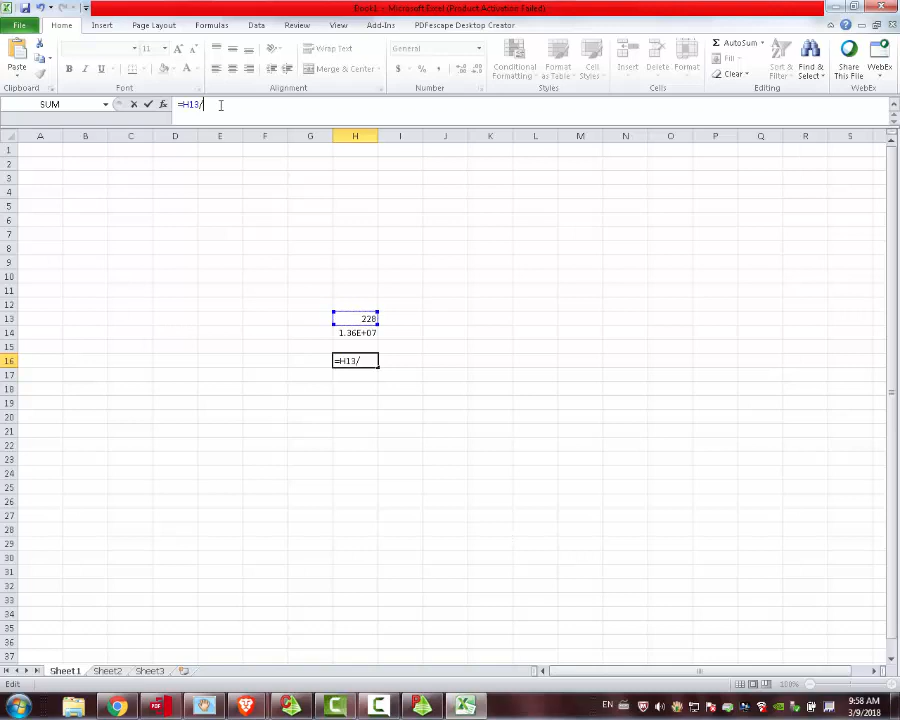 Book1 - Microsoft Excel (Product Activation Failed)
File Home Insert Page Layout Formulas Data Review View Add-Ins PDFescape Desktop Creator
Paste
11 A A
Wrap Text
General
Conditional Formatting
Format as Table
Cell Styles
Insert Delete Format
AutoSum
Fill
Clear
Sort & Filter
Find & Select
Share This File
WebEx
B I U
Merge & Center
$ % ,
Clipboard Font Alignment Number Styles Cells Editing WebEx
SUM fx =H13/
A B C D E F G H I J K L M N O P Q R S
1
2
3
4
5
6
7
8
9
10
11
12
13 228
14 1.36E+07
15
16 =H13/
17
18
19
20
21
22
23
24
25
26
27
28
29
30
31
32
33
34
35
36
37
Sheet1 Sheet2 Sheet3
Edit 100%
EN
9:58 AM
3/9/2018